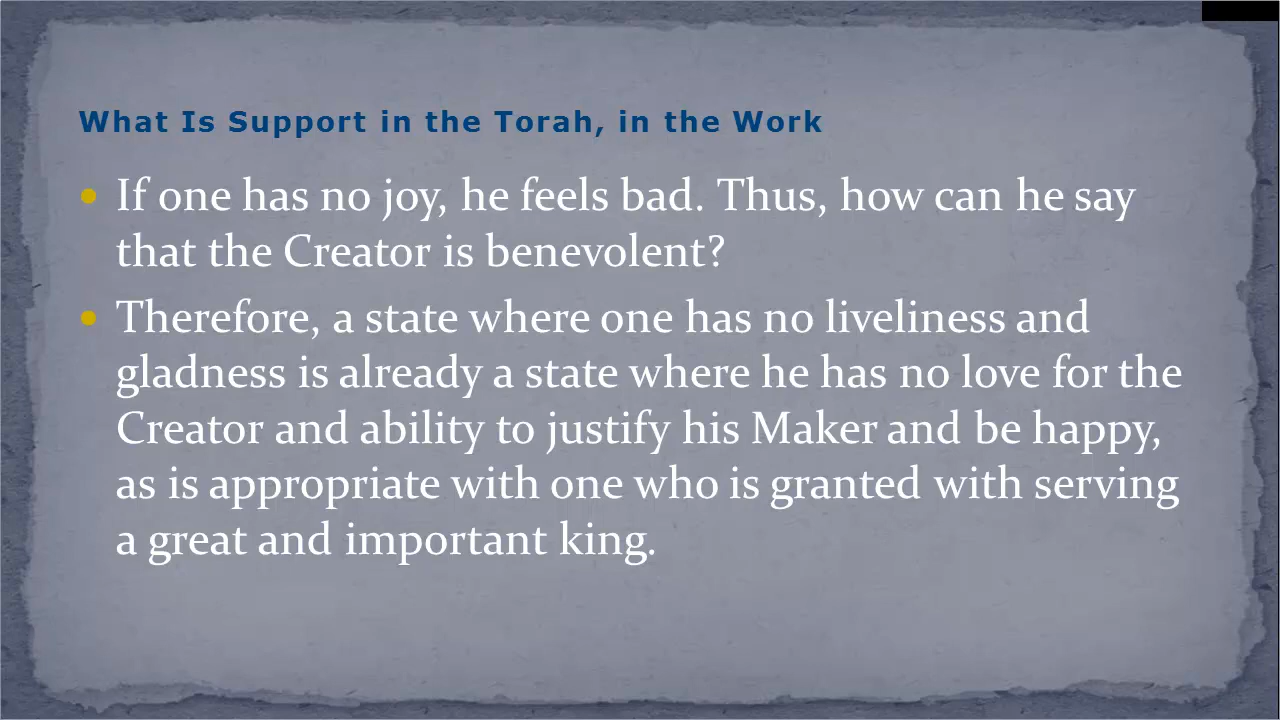 What Is Support in the Torah, in the Work
• If one has no joy, he feels bad. Thus, how can he say
that the Creator is benevolent?
• Therefore, a state where one has no liveliness and
gladness is already a state where he has no love for the
Creator and ability to justify his Maker and be happy,
as is appropriate with one who is granted with serving
a great and important king.